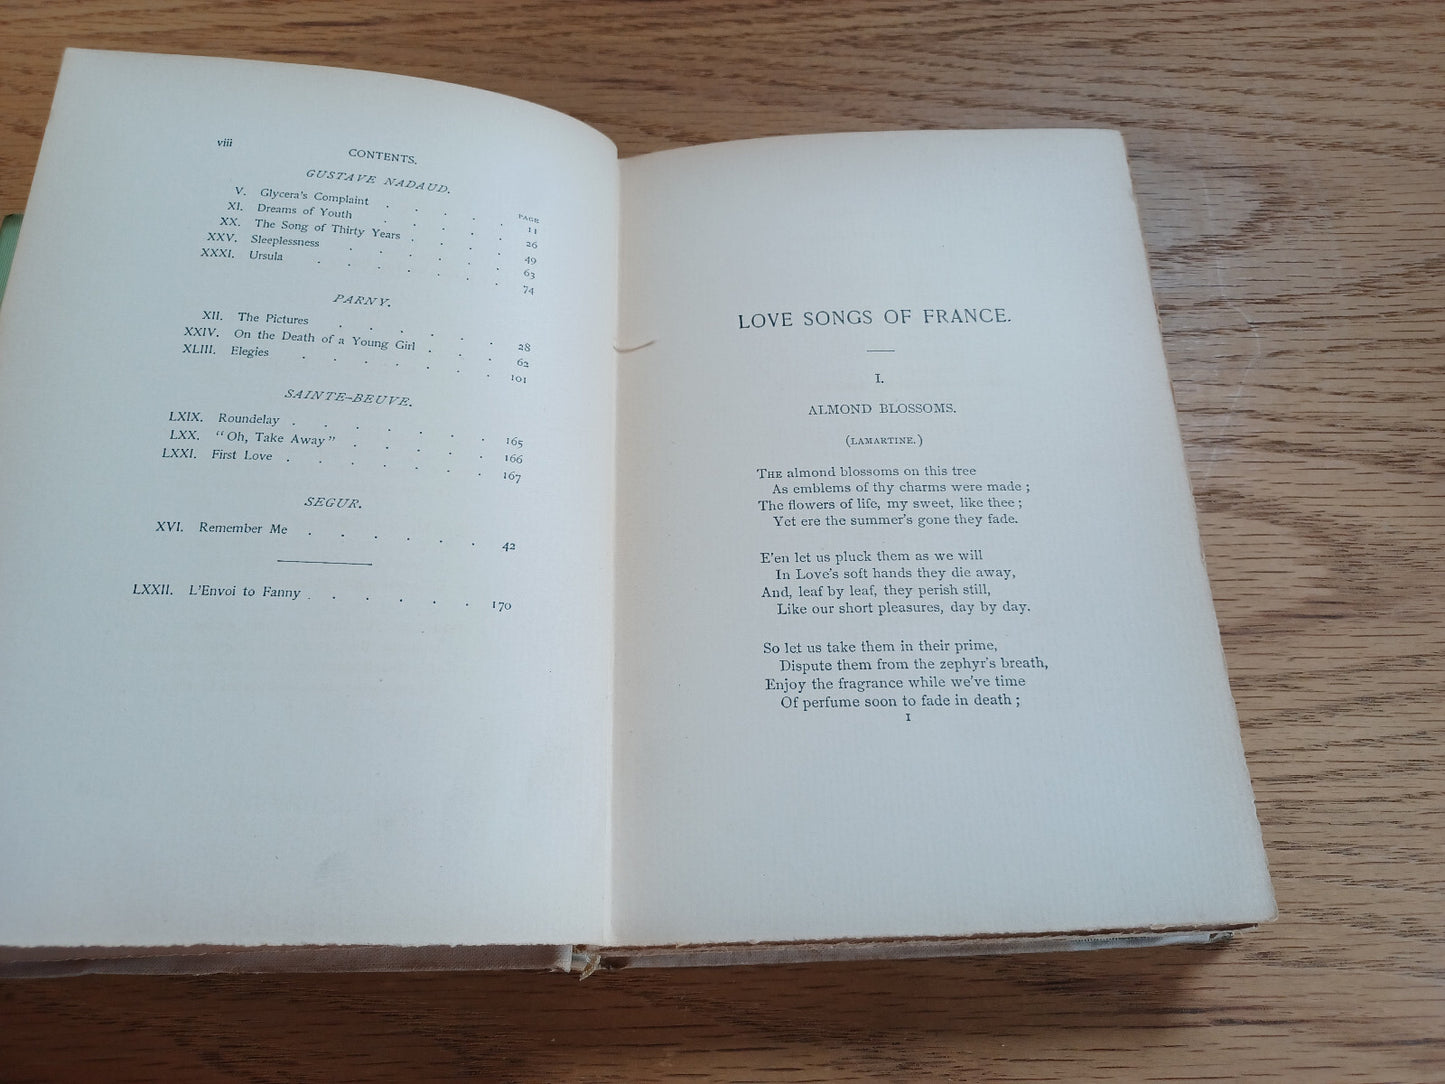 viii
CONTENTS.
GUSTAVE NADAUD.
PAGE
V. Glycera's Complaint . . . . . 11
XI. Dreams of Youth . . . . . 26
XX. The Song of Thirty Years . . . . 49
XXV. Sleeplessness . . . . . 63
XXXI. Ursula . . . . . . . 74
PARNY.
XII. The Pictures . . . . . . 28
XXIV. On the Death of a Young Girl . . . 62
XLIII. Elegies . . . . . . . 101
SAINTE-BEUVE.
LXIX. Roundelay . . . . . . . 165
LXX. "Oh, Take Away" . . . . . 166
LXXI. First Love . . . . . . . 167
SEGUR.
XVI. Remember Me . . . . . . 42
LXXII. L'Envoi to Fanny . . . . . . 170
LOVE SONGS OF FRANCE.
I.
ALMOND BLOSSOMS.
(LAMARTINE.)
THE almond blossoms on this tree
As emblems of thy charms were made ;
The flowers of life, my sweet, like thee ;
Yet ere the summer's gone they fade.
E'en let us pluck them as we will
In Love's soft hands they die away,
And, leaf by leaf, they perish still,
Like our short pleasures, day by day.
So let us take them in their prime,
Dispute them from the zephyr's breath,
Enjoy the fragrance while we've time
Of perfume soon to fade in death ;
1